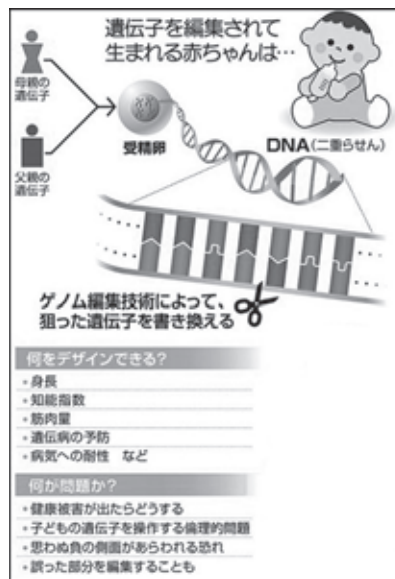 遺伝子を編集されて
生まれる赤ちゃんは…
母親の
遺伝子
父親の
遺伝子
受精卵
DNA(二重らせん)
ゲノム編集技術によって、
狙った遺伝子を書き換える
何をデザインできる?
・身長
・知能指数
・筋肉量
・遺伝病の予防
・病気への耐性 など
何が問題か?
・健康被害が出たらどうする
・子どもの遺伝子を操作する倫理的問題
・思わぬ負の側面があらわれる恐れ
・誤った部分を編集することも